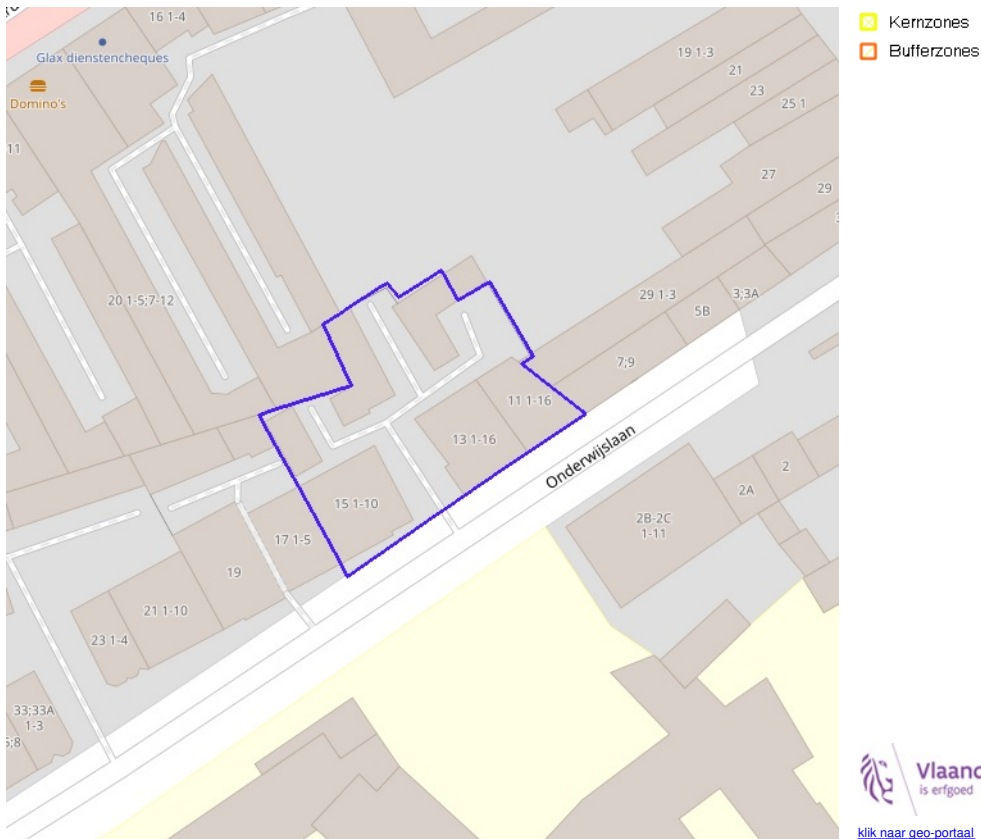 16 1-4
Glax dienstencheques
Domino's
11
19 1-3
21
23
25 1
27
29
20 1-5;7-12
29 1-3
3;3A
5B
7;9
11 1-16
13 1-16
Onderwijslaan
15 1-10
17 1-5
19
21 1-10
23 1-4
33;33A
1-3
2
2A
2B-2C
1-11
Kernzones
Bufferzones
Vlaand
is erfgoed
klik naar geo-portaal